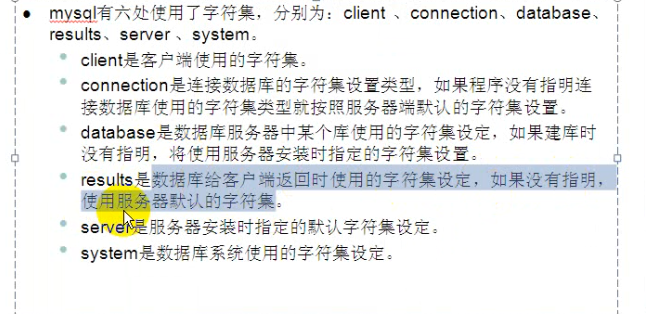 mysql有六处使用了字符集，分别为：client 、connection、database、
results、server 、system。
client是客户端使用的字符集。
connection是连接数据库的字符集设置类型，如果程序没有指明连
接数据库使用的字符集类型就按照服务器端默认的字符集设置。
database是数据库服务器中某个库使用的字符集设定，如果建库时
没有指明，将使用服务器安装时指定的字符集设置。
results是数据库给客户端返回时使用的字符集设定，如果没有指明，
使用服务器默认的字符集。
server是服务器安装时指定的默认字符集设定。
system是数据库系统使用的字符集设定。